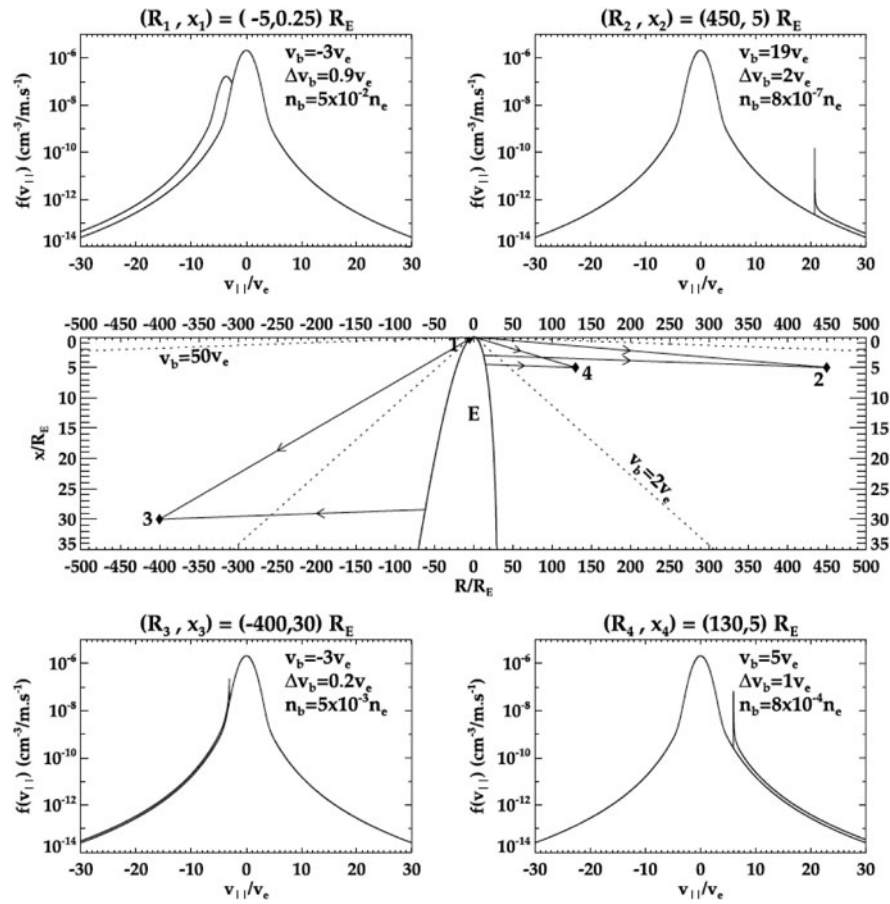 (R₁ , x₁) = ( -5,0.25) R_E
(R₂ , x₂) = (450, 5) R_E
f(v_||) (cm⁻³/m.s⁻¹)
10⁻⁶
10⁻⁸
10⁻¹⁰
10⁻¹²
10⁻¹⁴
v_b=-3v_e
Δv_b=0.9v_e
n_b=5x10⁻²n_e
-30 -20 -10 0 10 20 30
v_||/v_e
f(v_||) (cm⁻³/m.s⁻¹)
10⁻⁶
10⁻⁸
10⁻¹⁰
10⁻¹²
10⁻¹⁴
v_b=19v_e
Δv_b=2v_e
n_b=8x10⁻⁷n_e
-30 -20 -10 0 10 20 30
v_||/v_e
-500 -450 -400 -350 -300 -250 -200 -150 -100 -50 0 50 100 150 200 250 300 350 400 450 500
x/R_E
0
5
10
15
20
25
30
35
v_b=50v_e
1
4
2
E
3
v_b=2v_e
0
5
10
15
20
25
30
35
-500 -450 -400 -350 -300 -250 -200 -150 -100 -50 0 50 100 150 200 250 300 350 400 450 500
R/R_E
(R₃ , x₃) = (-400,30) R_E
(R₄ , x₄) = (130,5) R_E
f(v_||) (cm⁻³/m.s⁻¹)
10⁻⁶
10⁻⁸
10⁻¹⁰
10⁻¹²
10⁻¹⁴
v_b=-3v_e
Δv_b=0.2v_e
n_b=5x10⁻³n_e
-30 -20 -10 0 10 20 30
v_||/v_e
f(v_||) (cm⁻³/m.s⁻¹)
10⁻⁶
10⁻⁸
10⁻¹⁰
10⁻¹²
10⁻¹⁴
v_b=5v_e
Δv_b=1v_e
n_b=8x10⁻⁴n_e
-30 -20 -10 0 10 20 30
v_||/v_e